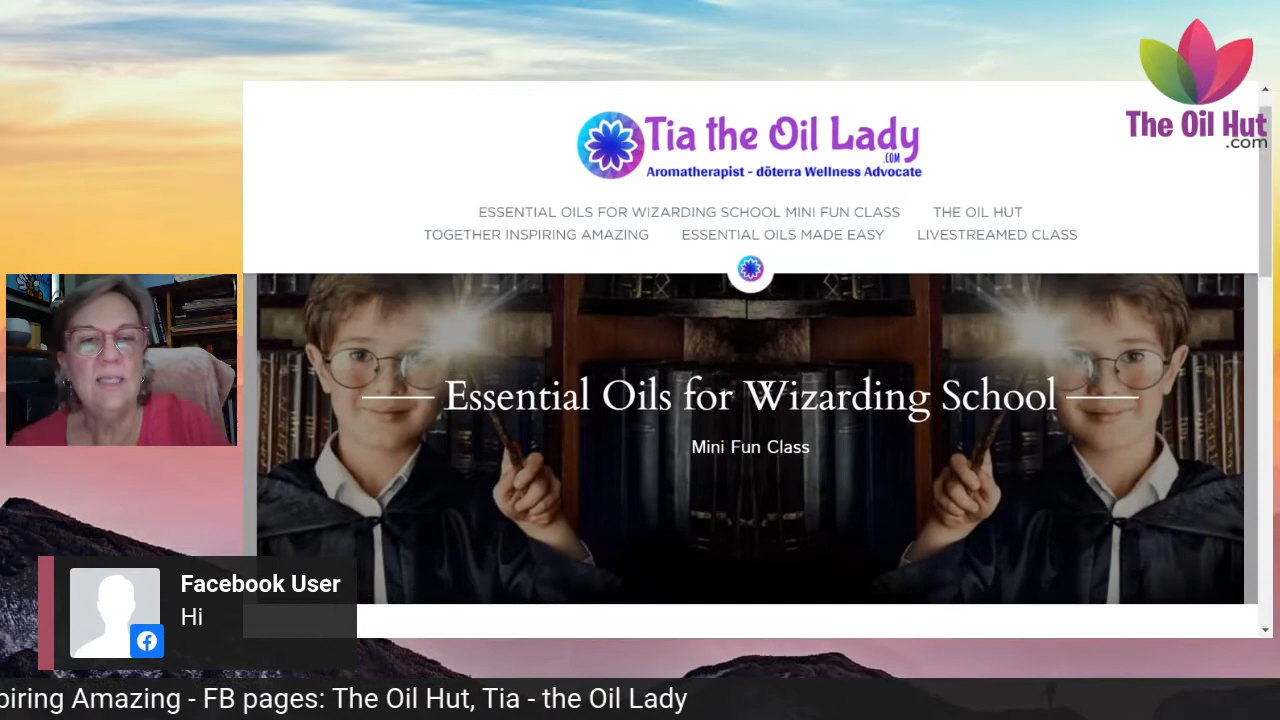 The Oil Hut
.com
Tia the Oil Lady
.COM
Aromatherapist - dōterra Wellness Advocate
ESSENTIAL OILS FOR WIZARDING SCHOOL MINI FUN CLASS THE OIL HUT
TOGETHER INSPIRING AMAZING ESSENTIAL OILS MADE EASY LIVESTREAMED CLASS
Essential Oils for Wizarding School
Mini Fun Class
Facebook User
Hi
piring Amazing - FB pages: The Oil Hut, Tia - the Oil Lady